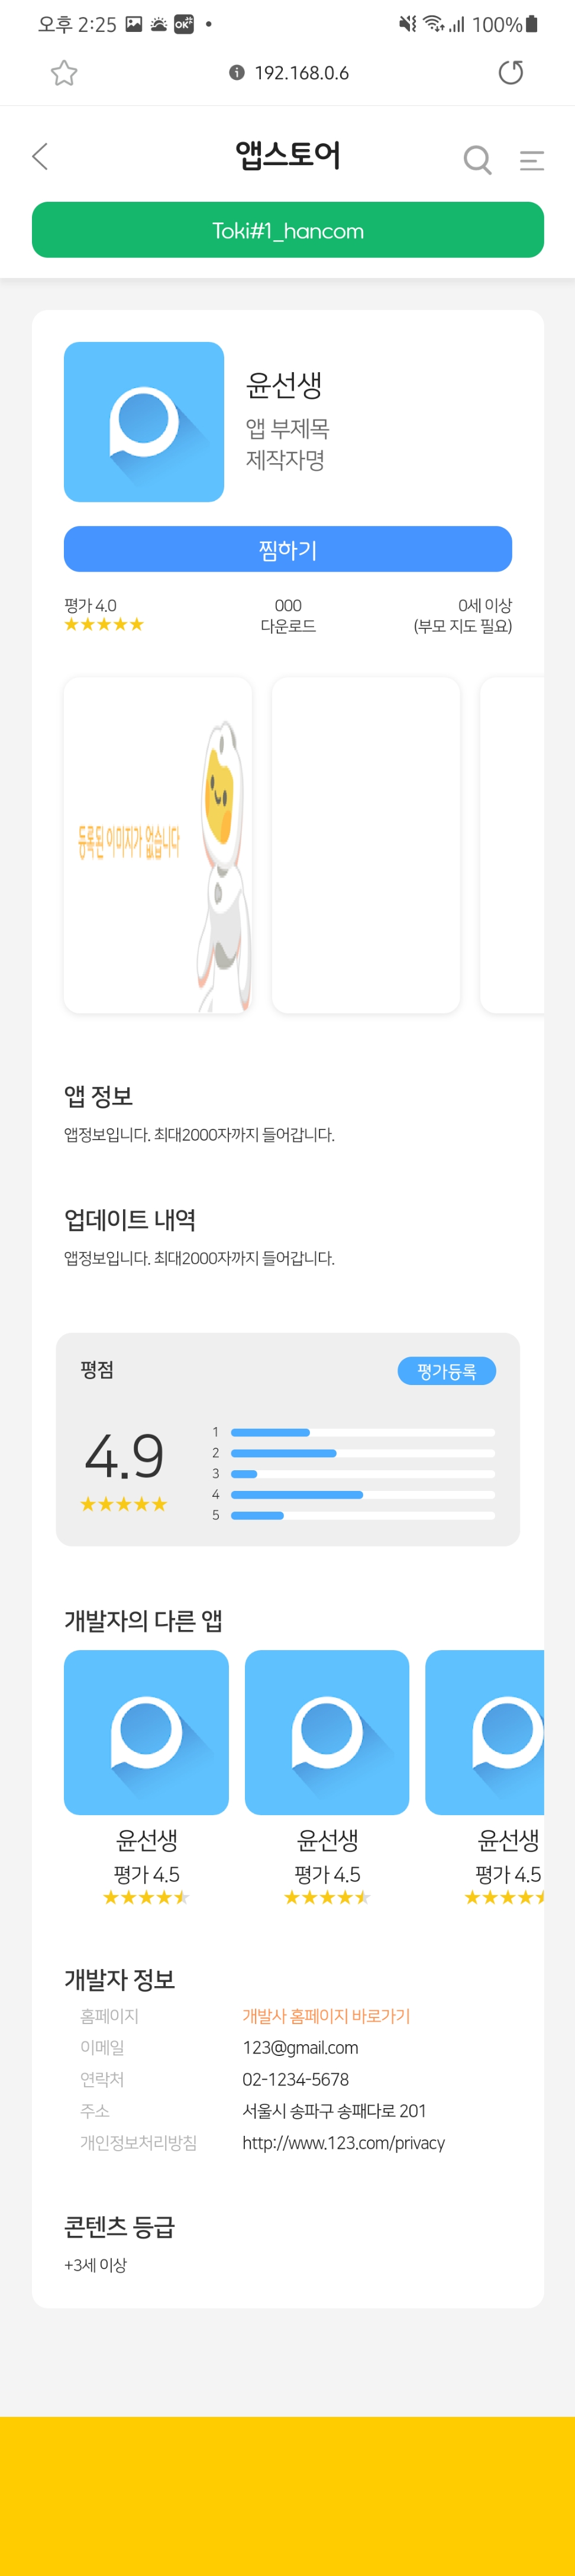 오후 2:25
100%
192.168.0.6
앱스토어
Toki#1_hancom
윤선생
앱 부제목
제작자명
찜하기
평가 4.0
000
다운로드
0세 이상
(부모 지도 필요)
등록된 이미지가 없습니다
앱 정보
앱정보입니다. 최대2000자까지 들어갑니다.
업데이트 내역
앱정보입니다. 최대2000자까지 들어갑니다.
평점
평가등록
4.9
1
2
3
4
5
개발자의 다른 앱
윤선생
평가 4.5
윤선생
평가 4.5
윤선생
평가 4.5
개발자 정보
홈페이지 개발사 홈페이지 바로가기
이메일 123@gmail.com
연락처 02-1234-5678
주소 서울시 송파구 송패다로 201
개인정보처리방침 http://www.123.com/privacy
콘텐츠 등급
+3세 이상